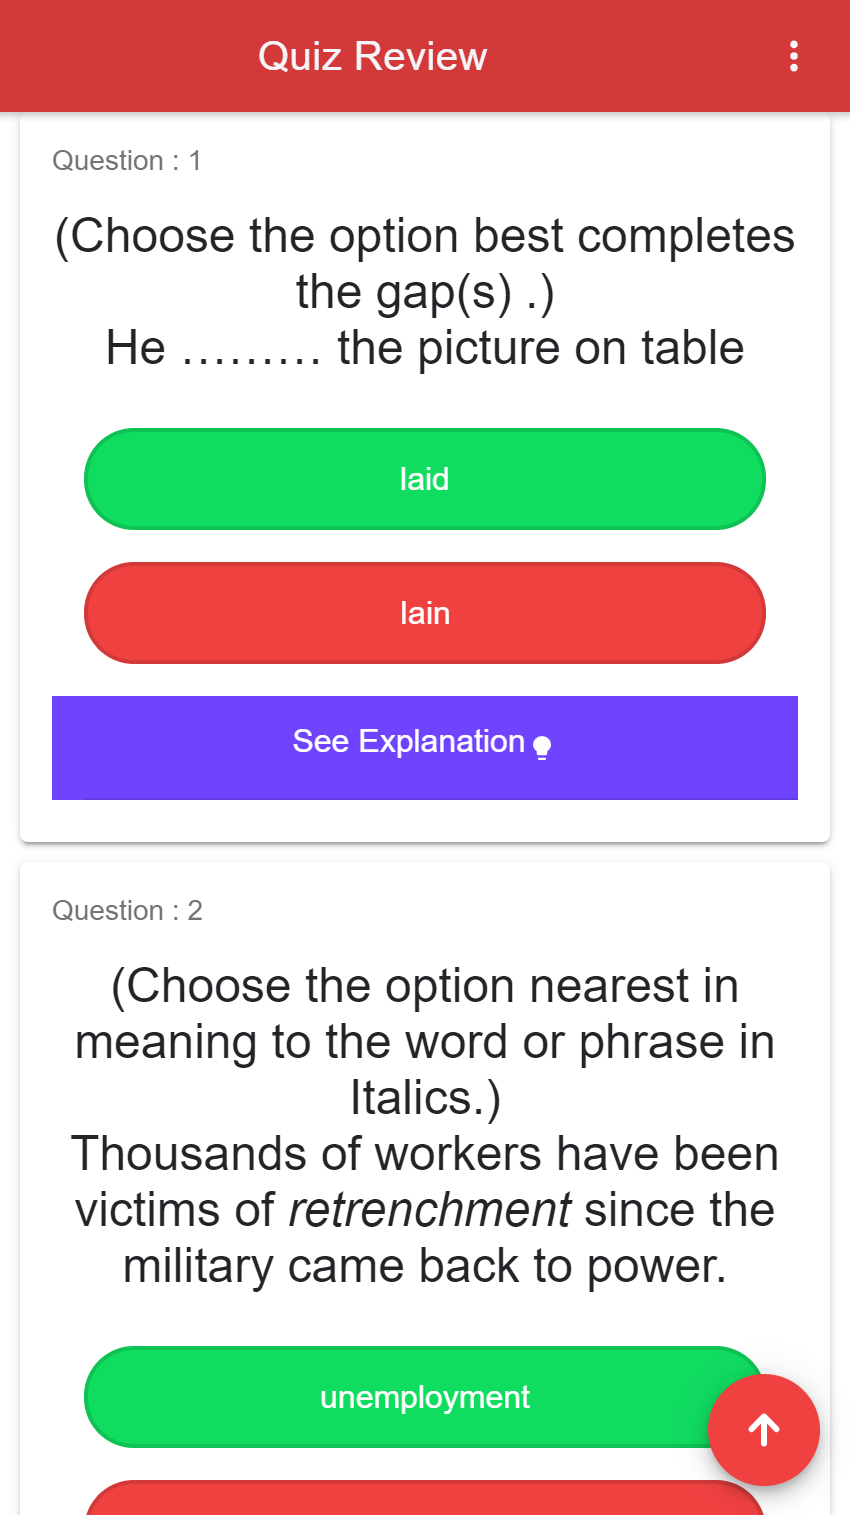 Quiz Review
Question : 1
(Choose the option best completes
the gap(s) .)
He ……… the picture on table
laid
lain
See Explanation
Question : 2
(Choose the option nearest in
meaning to the word or phrase in
Italics.)
Thousands of workers have been
victims of retrenchment since the
military came back to power.
unemployment